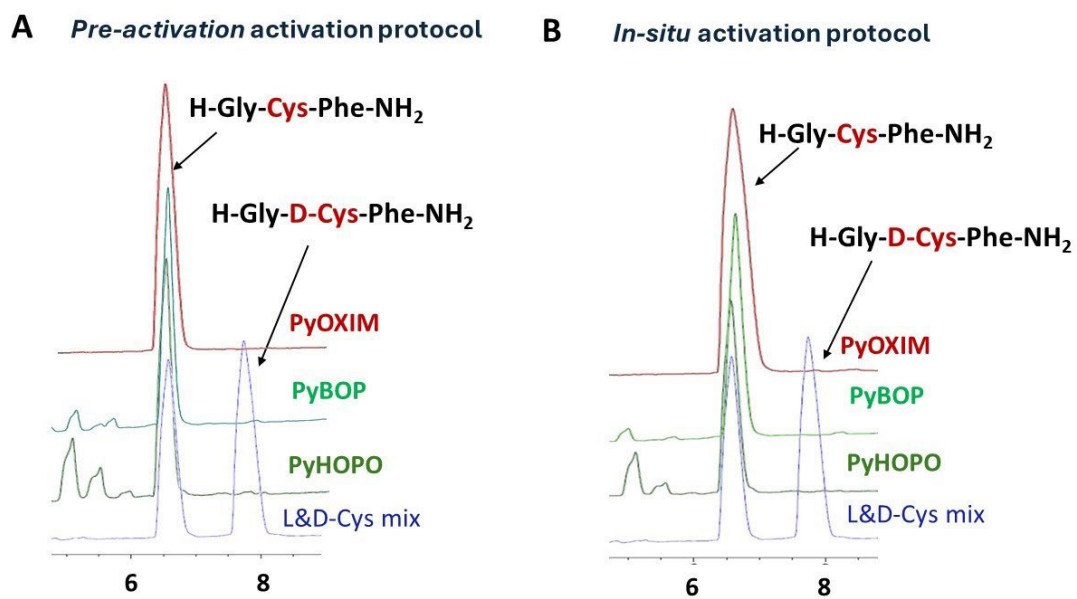 A
Pre-activation activation protocol
H-Gly-Cys-Phe-NH2
H-Gly-D-Cys-Phe-NH2
PyOXIM
PyBOP
PyHOPO
L&D-Cys mix
6
8
B
In-situ activation protocol
H-Gly-Cys-Phe-NH2
H-Gly-D-Cys-Phe-NH2
PyOXIM
PyBOP
PyHOPO
L&D-Cys mix
6
8